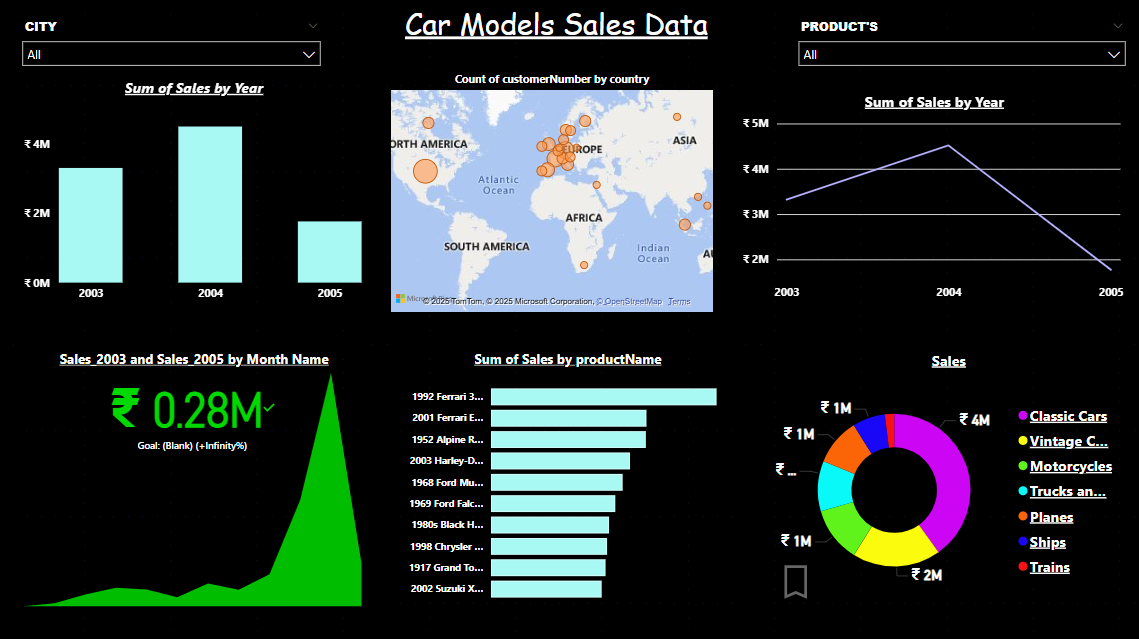 Car Models Sales Data
CITY
All
PRODUCT'S
All
Sum of Sales by Year
₹ 4M
₹ 2M
₹ 0M
2003
2004
2005
Count of customerNumber by country
NORTH AMERICA
EUROPE
ASIA
Atlantic
Ocean
AFRICA
SOUTH AMERICA
Indian
Ocean
AU
© 2025 TomTom, © 2025 Microsoft Corporation, © OpenStreetMap Terms
Sum of Sales by Year
₹ 5M
₹ 4M
₹ 3M
₹ 2M
2003
2004
2005
Sales_2003 and Sales_2005 by Month Name
₹ 0.28M
Goal: (Blank) (+Infinity%)
Sum of Sales by productName
1992 Ferrari 3...
2001 Ferrari E...
1952 Alpine R...
2003 Harley-D...
1968 Ford Mu...
1969 Ford Falc...
1980s Black H...
1998 Chrysler ...
1917 Grand To...
2002 Suzuki X...
Sales
₹ 1M
₹ 4M
₹ 1M
₹ ...
₹ 1M
₹ 2M
Classic Cars
Vintage C...
Motorcycles
Trucks an...
Planes
Ships
Trains